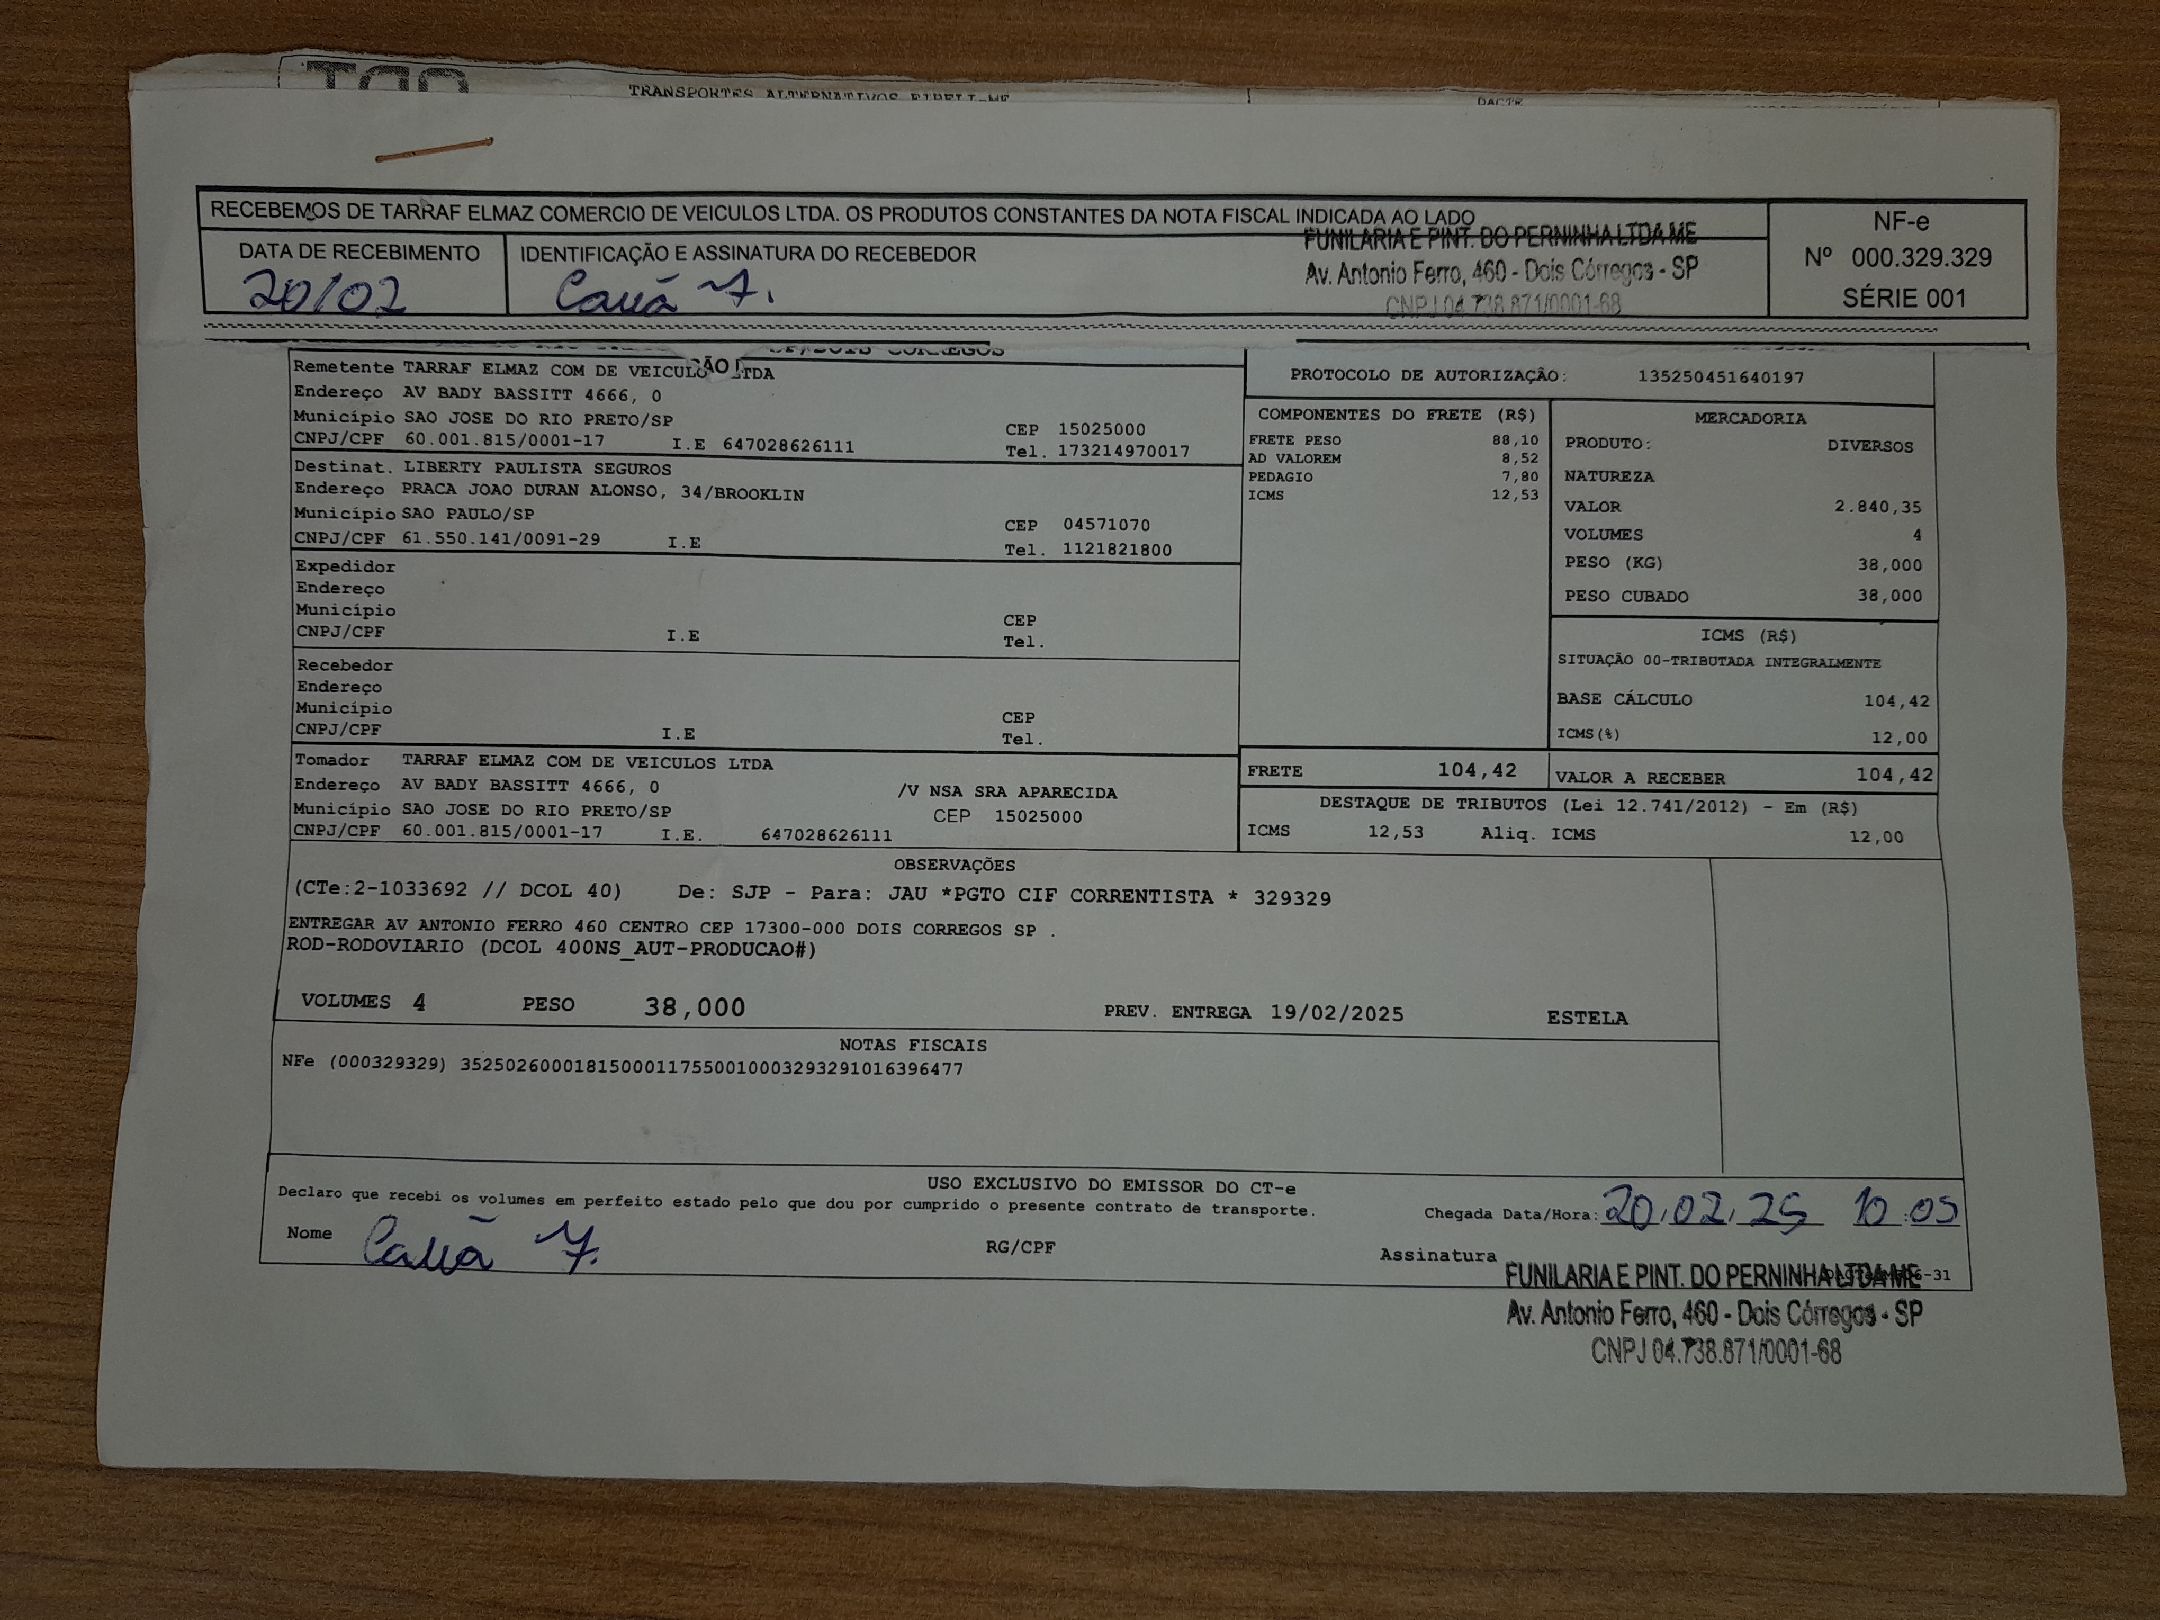 TRANSPORTES ALTERNATIVOS EIRELI-ME
DACTE
RECEBEMOS DE TARRAF ELMAZ COMERCIO DE VEICULOS LTDA. OS PRODUTOS CONSTANTES DA NOTA FISCAL INDICADA AO LADO
DATA DE RECEBIMENTO
20/02
IDENTIFICAÇÃO E ASSINATURA DO RECEBEDOR
Cauã
FUNILARIA E PINT. DO PERNINHA LTDA ME
Av. Antonio Ferro, 460 - Dois Córregos - SP
CNPJ 04.738.871/0001-68
NF-e
Nº 000.329.329
SÉRIE 001
Remetente TARRAF ELMAZ COM DE VEICULOS LTDA
Endereço AV BADY BASSITT 4666, 0
Município SAO JOSE DO RIO PRETO/SP
CEP 15025000
CNPJ/CPF 60.001.815/0001-17 I.E 647028626111
Tel. 173214970017
Destinat. LIBERTY PAULISTA SEGUROS
Endereço PRACA JOAO DURAN ALONSO, 34/BROOKLIN
Município SAO PAULO/SP
CEP 04571070
CNPJ/CPF 61.550.141/0091-29 I.E
Tel. 1121821800
Expedidor
Endereço
Município
CEP
CNPJ/CPF I.E
Tel.
Recebedor
Endereço
Município
CEP
CNPJ/CPF I.E
Tel.
Tomador TARRAF ELMAZ COM DE VEICULOS LTDA
Endereço AV BADY BASSITT 4666, 0 /V NSA SRA APARECIDA
Município SAO JOSE DO RIO PRETO/SP CEP 15025000
CNPJ/CPF 60.001.815/0001-17 I.E. 647028626111
PROTOCOLO DE AUTORIZAÇÃO: 135250451640197
COMPONENTES DO FRETE (R$)
FRETE PESO 88,10
AD VALOREM 8,52
PEDAGIO 7,80
ICMS 12,53
MERCADORIA
PRODUTO: DIVERSOS
NATUREZA
VALOR 2.840,35
VOLUMES 4
PESO (KG) 38,000
PESO CUBADO 38,000
ICMS (R$)
SITUAÇÃO 00-TRIBUTADA INTEGRALMENTE
BASE CÁLCULO 104,42
ICMS(%) 12,00
FRETE 104,42
VALOR A RECEBER 104,42
DESTAQUE DE TRIBUTOS (Lei 12.741/2012) - Em (R$)
ICMS 12,53 Aliq. ICMS 12,00
OBSERVAÇÕES
(CTe:2-1033692 // DCOL 40) De: SJP - Para: JAU *PGTO CIF CORRENTISTA * 329329
ENTREGAR AV ANTONIO FERRO 460 CENTRO CEP 17300-000 DOIS CORREGOS SP .
ROD-RODOVIARIO (DCOL 400NS_AUT-PRODUCAO#)
VOLUMES 4 PESO 38,000 PREV. ENTREGA 19/02/2025 ESTELA
NOTAS FISCAIS
NFe (000329329) 35250260001815000117550010003293291016396477
USO EXCLUSIVO DO EMISSOR DO CT-e
Declaro que recebi os volumes em perfeito estado pelo que dou por cumprido o presente contrato de transporte.
Chegada Data/Hora: 20.02.25 10:05
Nome Cauã
RG/CPF
Assinatura
FUNILARIA E PINT. DO PERNINHA LTDA ME
Av. Antonio Ferro, 460 - Dois Córregos - SP
CNPJ 04.738.871/0001-68